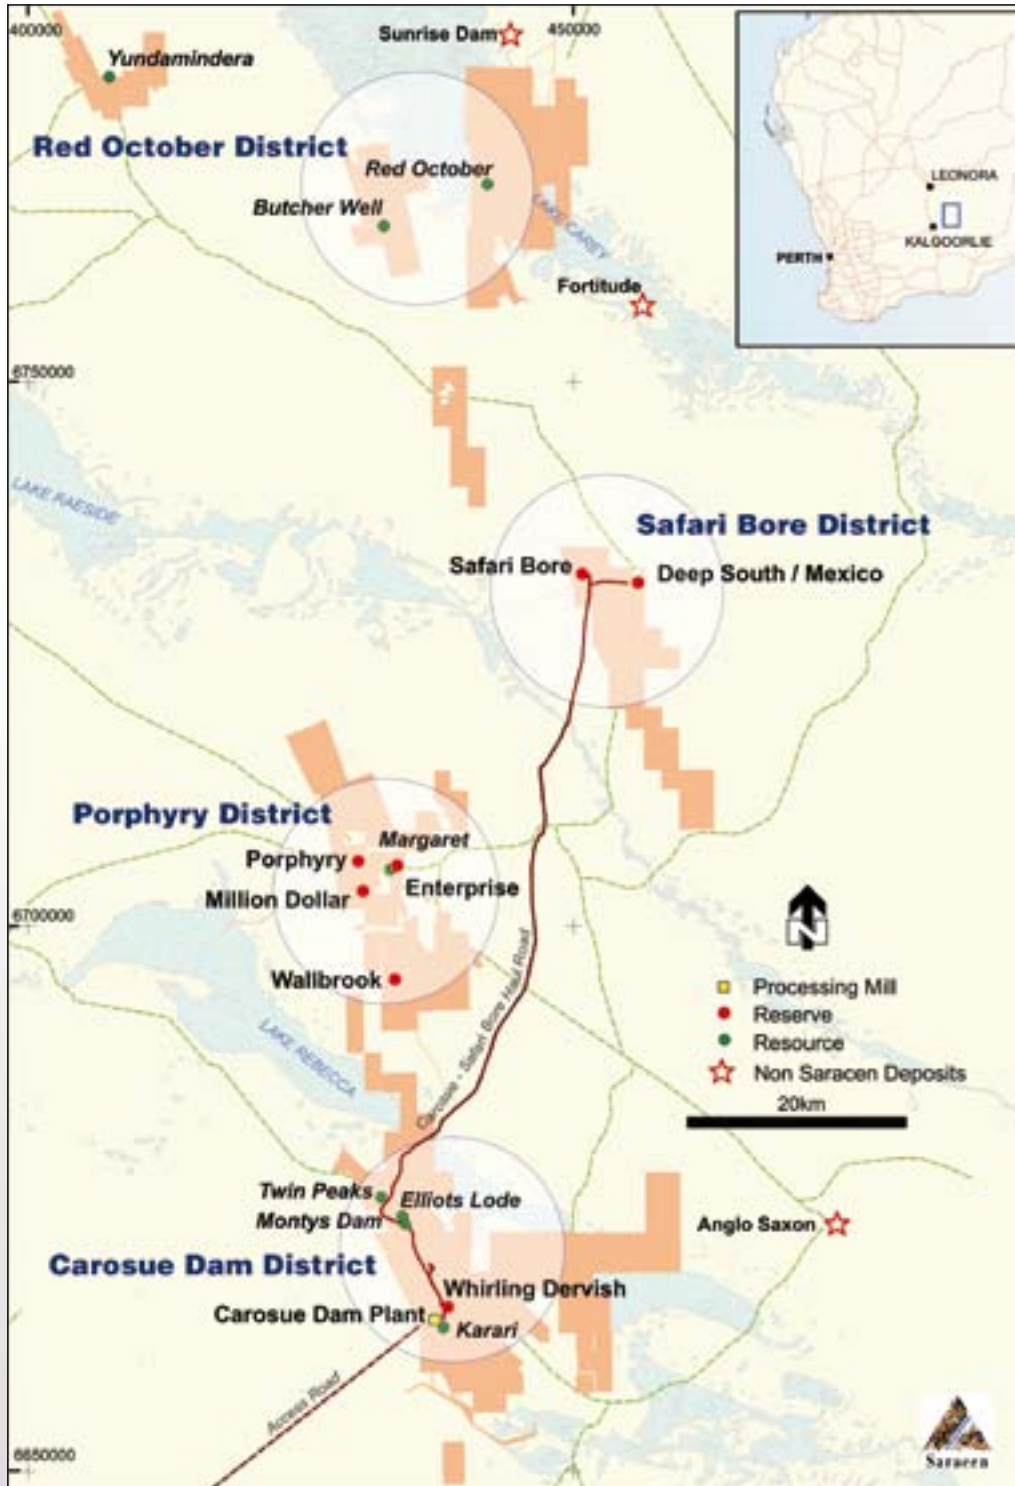 400000
450000
Sunrise Dam
Yundamindera
Red October District
Red October
Butcher Well
LAKE CAREY
Fortitude
LEONORA
KALGOORLIE
PERTH
6750000
LAKE RAESIDE
Safari Bore District
Safari Bore
Deep South / Mexico
Porphyry District
Margaret
Porphyry
Enterprise
Million Dollar
6700000
Wallbrook
Carosue - Safari Bore Haul Road
LAKE REBECCA
N
Processing Mill
Reserve
Resource
Non Saracen Deposits
20km
Twin Peaks
Elliots Lode
Montys Dam
Anglo Saxon
Carosue Dam District
Whirling Dervish
Carosue Dam Plant
Karari
Access Road
6650000
Saracen